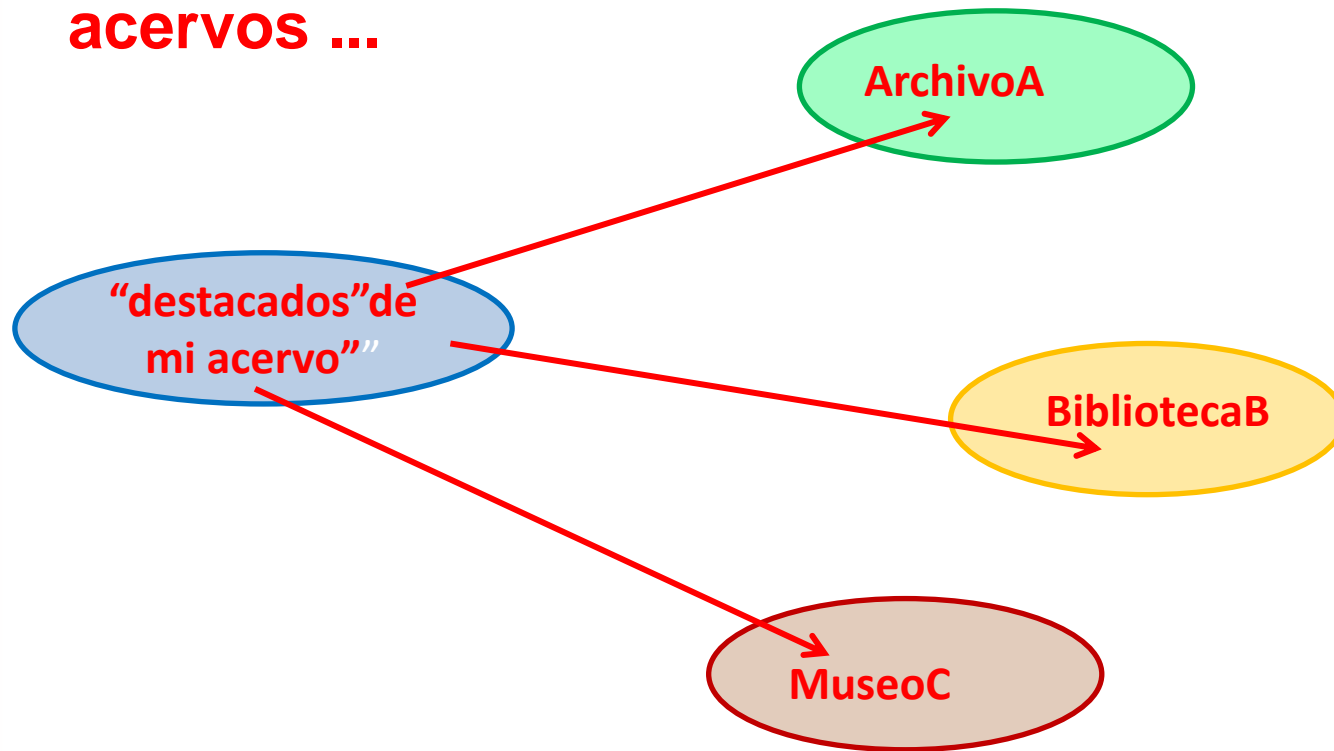 acervos ...
ArchivoA
“destacados”de
mi acervo””
BibliotecaB
MuseoC